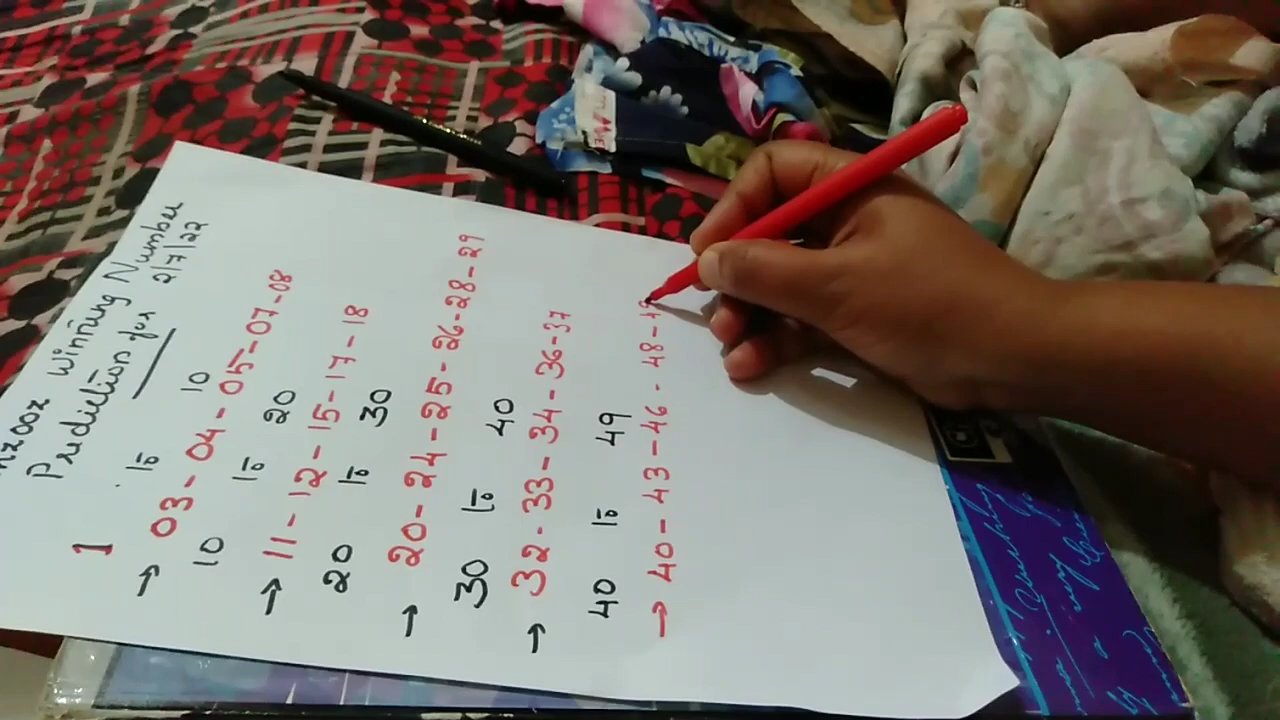 Winning Number
Prediction for 2/7/22
1 to 10
→ 03-04-05-07-08
10 to 20
→ 11-12-15-17-18
20 to 30
→ 20-24-25-26-28-29
30 to 40
→ 32-33-34-36-37
40 to 49
→ 40-43-46-48-49
a very